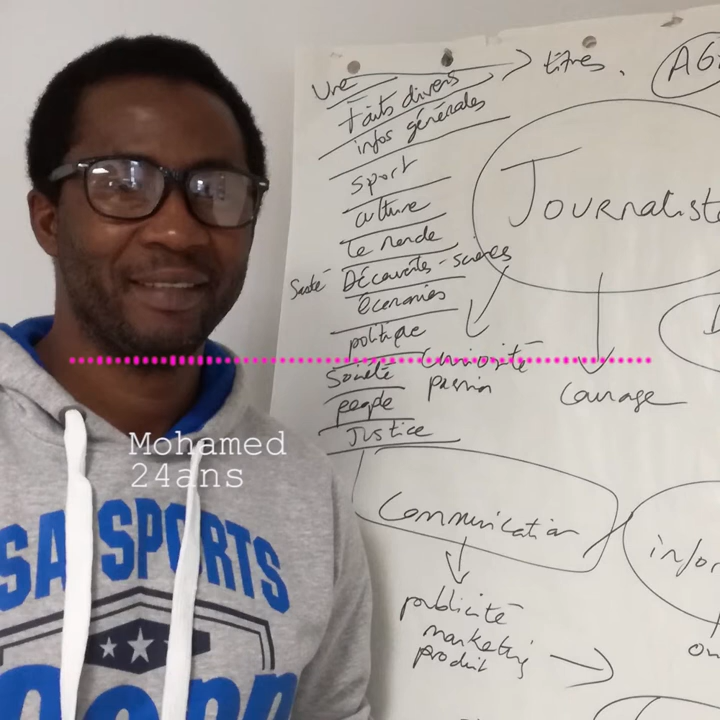 Une
titres.
Faits divers
infos générales
sport
culture
le monde
Santé
Découvertes - sciences
économies
politique
Société
people
Justice
Journaliste
curiosité
passion
courage
Communication
publicité
marketing
produit
Mohamed
24ans
SA SPORTS